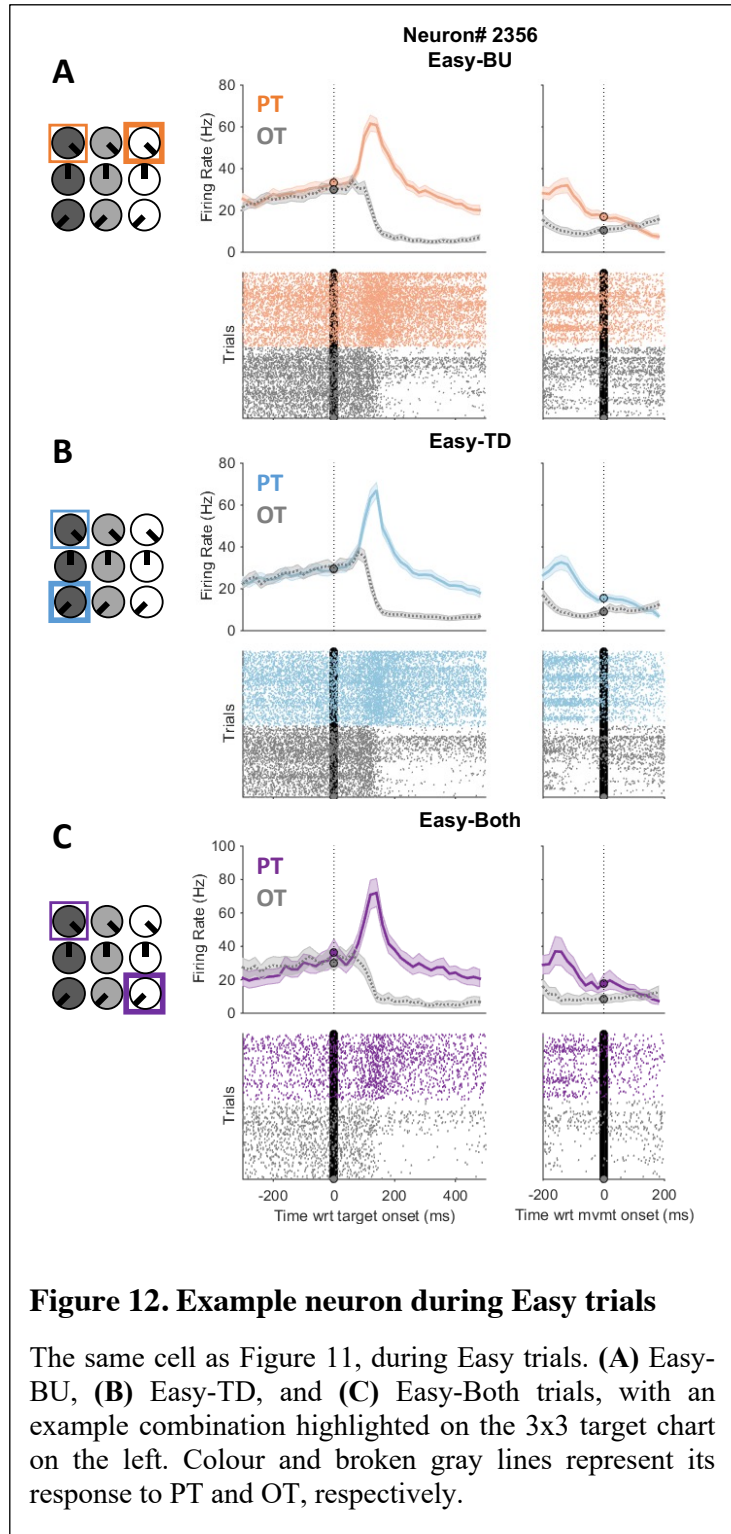 Neuron# 2356
Easy-BU
A
PT
OT
Firing Rate (Hz)
80
60
40
20
0
Trials
Easy-TD
B
PT
OT
Firing Rate (Hz)
80
60
40
20
0
Trials
Easy-Both
C
PT
OT
Firing Rate (Hz)
100
80
60
40
20
0
Trials
-200 0 200 400
Time wrt target onset (ms)
-200 0 200
Time wrt mvmt onset (ms)
Figure 12. Example neuron during Easy trials
The same cell as Figure 11, during Easy trials. (A) Easy-
BU, (B) Easy-TD, and (C) Easy-Both trials, with an
example combination highlighted on the 3x3 target chart
on the left. Colour and broken gray lines represent its
response to PT and OT, respectively.